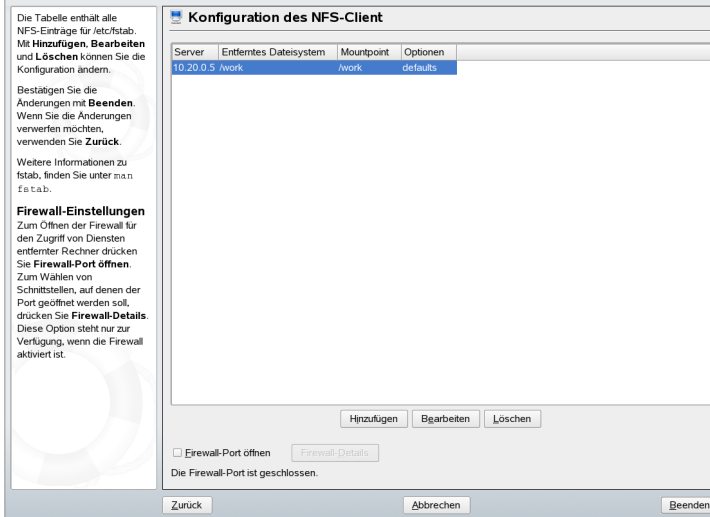 Die Tabelle enthält alle
NFS-Einträge für /etc/fstab.
Mit Hinzufügen, Bearbeiten
und Löschen können Sie die
Konfiguration ändern.
Bestätigen Sie die
Änderungen mit Beenden.
Wenn Sie die Änderungen
verwerfen möchten,
verwenden Sie Zurück.
Weitere Informationen zu
fstab, finden Sie unter man
fstab.
Firewall-Einstellungen
Zum Öffnen der Firewall für
den Zugriff von Diensten
entfernter Rechner drücken
Sie Firewall-Port öffnen.
Zum Wählen von
Schnittstellen, auf denen der
Port geöffnet werden soll,
drücken Sie Firewall-Details.
Diese Option steht nur zur
Verfügung, wenn die Firewall
aktiviert ist.
Konfiguration des NFS-Client
Server Entferntes Dateisystem Mountpoint Optionen
10.20.0.5 /work /work defaults
Hinzufügen Bearbeiten Löschen
Firewall-Port öffnen Firewall-Details
Die Firewall-Port ist geschlossen.
Zurück Abbrechen Beenden